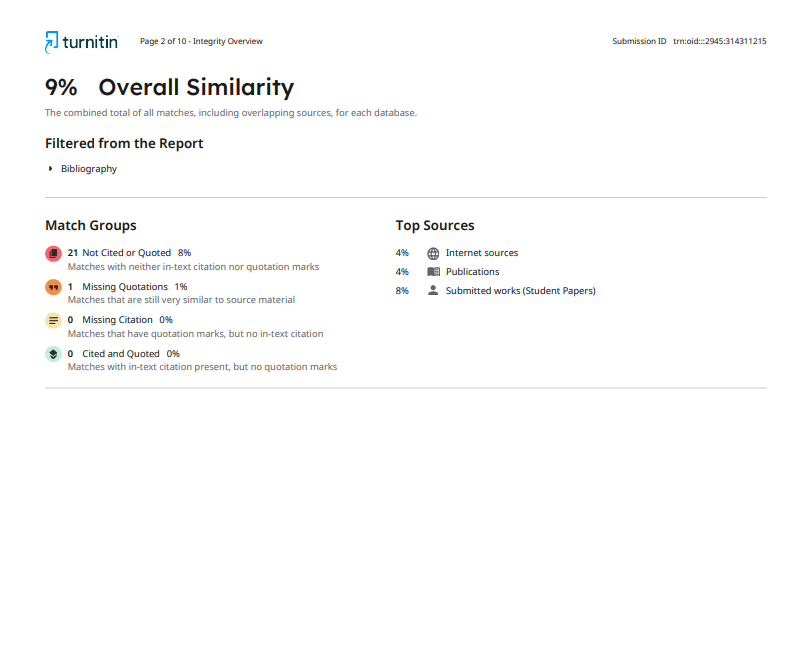 turnitin Page 2 of 10 - Integrity Overview Submission ID trn:oid:::2945:314311215
9% Overall Similarity
The combined total of all matches, including overlapping sources, for each database.
Filtered from the Report
Bibliography
Match Groups
21 Not Cited or Quoted 8%
Matches with neither in-text citation nor quotation marks
1 Missing Quotations 1%
Matches that are still very similar to source material
0 Missing Citation 0%
Matches that have quotation marks, but no in-text citation
0 Cited and Quoted 0%
Matches with in-text citation present, but no quotation marks
Top Sources
4% Internet sources
4% Publications
8% Submitted works (Student Papers)